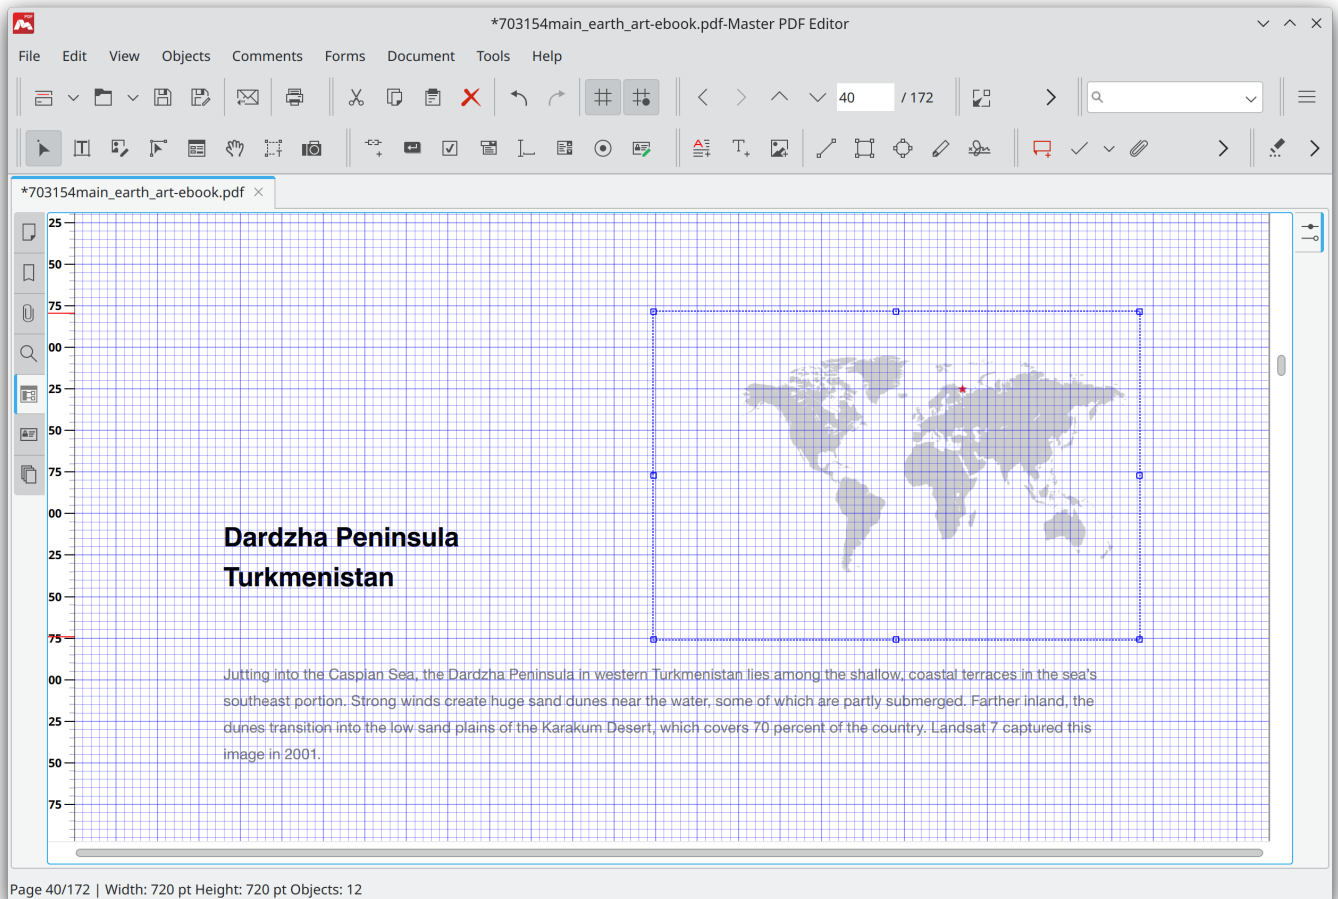 *703154main_earth_art-ebook.pdf-Master PDF Editor
File Edit View Objects Comments Forms Document Tools Help
40 / 172
*703154main_earth_art-ebook.pdf
25
50
75
00
25
50
75
00
25
50
75
00
25
50
75
Dardzha Peninsula
Turkmenistan
Jutting into the Caspian Sea, the Dardzha Peninsula in western Turkmenistan lies among the shallow, coastal terraces in the sea's
southeast portion. Strong winds create huge sand dunes near the water, some of which are partly submerged. Farther inland, the
dunes transition into the low sand plains of the Karakum Desert, which covers 70 percent of the country. Landsat 7 captured this
image in 2001.
Page 40/172 | Width: 720 pt Height: 720 pt Objects: 12